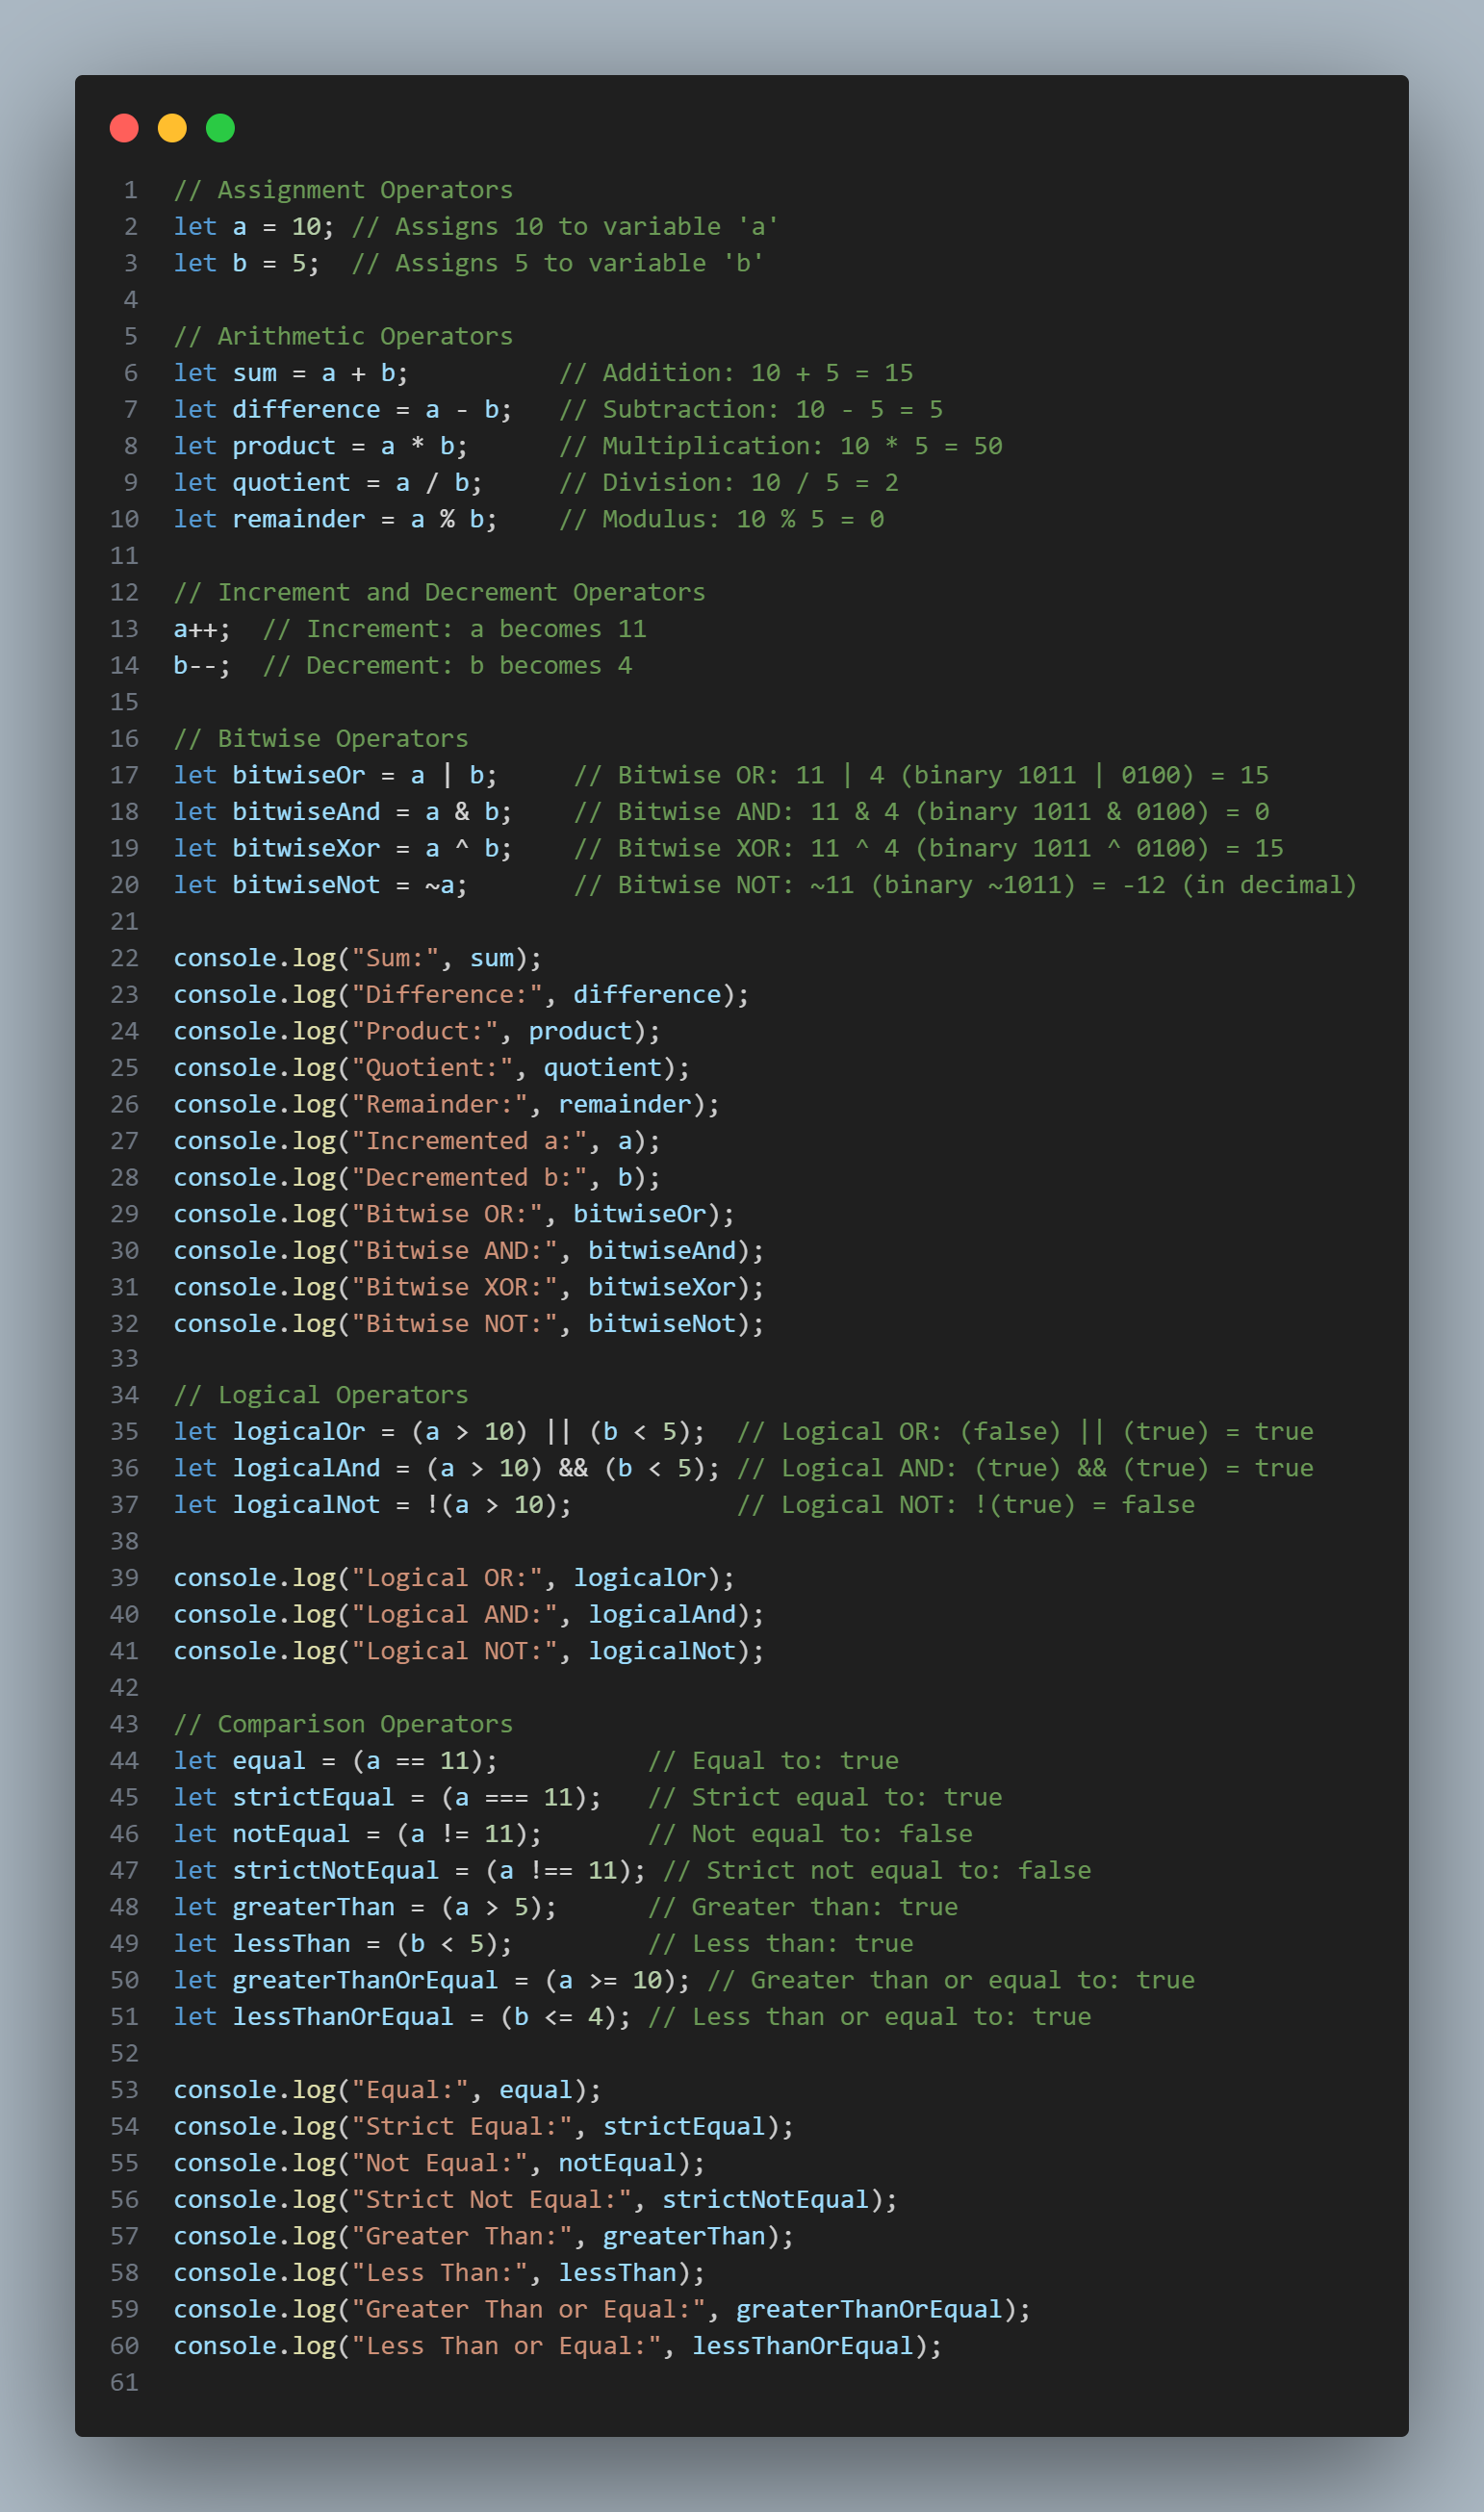 1 // Assignment Operators
2 let a = 10; // Assigns 10 to variable 'a'
3 let b = 5;  // Assigns 5 to variable 'b'
4
5 // Arithmetic Operators
6 let sum = a + b;          // Addition: 10 + 5 = 15
7 let difference = a - b;   // Subtraction: 10 - 5 = 5
8 let product = a * b;      // Multiplication: 10 * 5 = 50
9 let quotient = a / b;     // Division: 10 / 5 = 2
10 let remainder = a % b;    // Modulus: 10 % 5 = 0
11
12 // Increment and Decrement Operators
13 a++;  // Increment: a becomes 11
14 b--;  // Decrement: b becomes 4
15
16 // Bitwise Operators
17 let bitwiseOr = a | b;     // Bitwise OR: 11 | 4 (binary 1011 | 0100) = 15
18 let bitwiseAnd = a & b;    // Bitwise AND: 11 & 4 (binary 1011 & 0100) = 0
19 let bitwiseXor = a ^ b;    // Bitwise XOR: 11 ^ 4 (binary 1011 ^ 0100) = 15
20 let bitwiseNot = ~a;       // Bitwise NOT: ~11 (binary ~1011) = -12 (in decimal)
21
22 console.log("Sum:", sum);
23 console.log("Difference:", difference);
24 console.log("Product:", product);
25 console.log("Quotient:", quotient);
26 console.log("Remainder:", remainder);
27 console.log("Incremented a:", a);
28 console.log("Decremented b:", b);
29 console.log("Bitwise OR:", bitwiseOr);
30 console.log("Bitwise AND:", bitwiseAnd);
31 console.log("Bitwise XOR:", bitwiseXor);
32 console.log("Bitwise NOT:", bitwiseNot);
33
34 // Logical Operators
35 let logicalOr = (a > 10) || (b < 5);  // Logical OR: (false) || (true) = true
36 let logicalAnd = (a > 10) && (b < 5); // Logical AND: (true) && (true) = true
37 let logicalNot = !(a > 10);           // Logical NOT: !(true) = false
38
39 console.log("Logical OR:", logicalOr);
40 console.log("Logical AND:", logicalAnd);
41 console.log("Logical NOT:", logicalNot);
42
43 // Comparison Operators
44 let equal = (a == 11);          // Equal to: true
45 let strictEqual = (a === 11);   // Strict equal to: true
46 let notEqual = (a != 11);       // Not equal to: false
47 let strictNotEqual = (a !== 11); // Strict not equal to: false
48 let greaterThan = (a > 5);      // Greater than: true
49 let lessThan = (b < 5);         // Less than: true
50 let greaterThanOrEqual = (a >= 10); // Greater than or equal to: true
51 let lessThanOrEqual = (b <= 4); // Less than or equal to: true
52
53 console.log("Equal:", equal);
54 console.log("Strict Equal:", strictEqual);
55 console.log("Not Equal:", notEqual);
56 console.log("Strict Not Equal:", strictNotEqual);
57 console.log("Greater Than:", greaterThan);
58 console.log("Less Than:", lessThan);
59 console.log("Greater Than or Equal:", greaterThanOrEqual);
60 console.log("Less Than or Equal:", lessThanOrEqual);
61